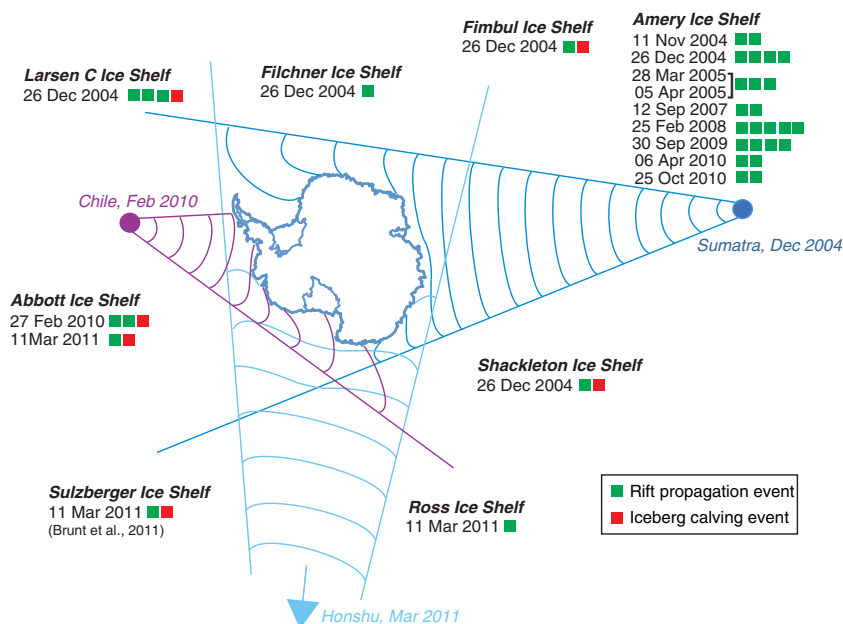 Fimbul Ice Shelf
26 Dec 2004
Amery Ice Shelf
11 Nov 2004
26 Dec 2004
28 Mar 2005
05 Apr 2005
12 Sep 2007
25 Feb 2008
30 Sep 2009
06 Apr 2010
25 Oct 2010
Larsen C Ice Shelf
26 Dec 2004
Filchner Ice Shelf
26 Dec 2004
Chile, Feb 2010
Sumatra, Dec 2004
Abbott Ice Shelf
27 Feb 2010
11Mar 2011
Shackleton Ice Shelf
26 Dec 2004
Sulzberger Ice Shelf
11 Mar 2011
(Brunt et al., 2011)
Ross Ice Shelf
11 Mar 2011
Rift propagation event
Iceberg calving event
Honshu, Mar 2011